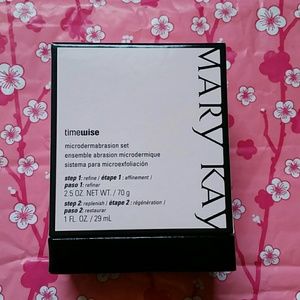 MARY KAY
timewise
microdermabrasion set
ensemble abrasion microdermique
sistema para microexfoliación
step 1: refine / étape 1 : affinement /
paso 1: refinar
2.5 OZ. NET WT. / 70 g
step 2: replenish / étape 2 : régénération /
paso 2: restaurar
1 FL. OZ. / 29 mL